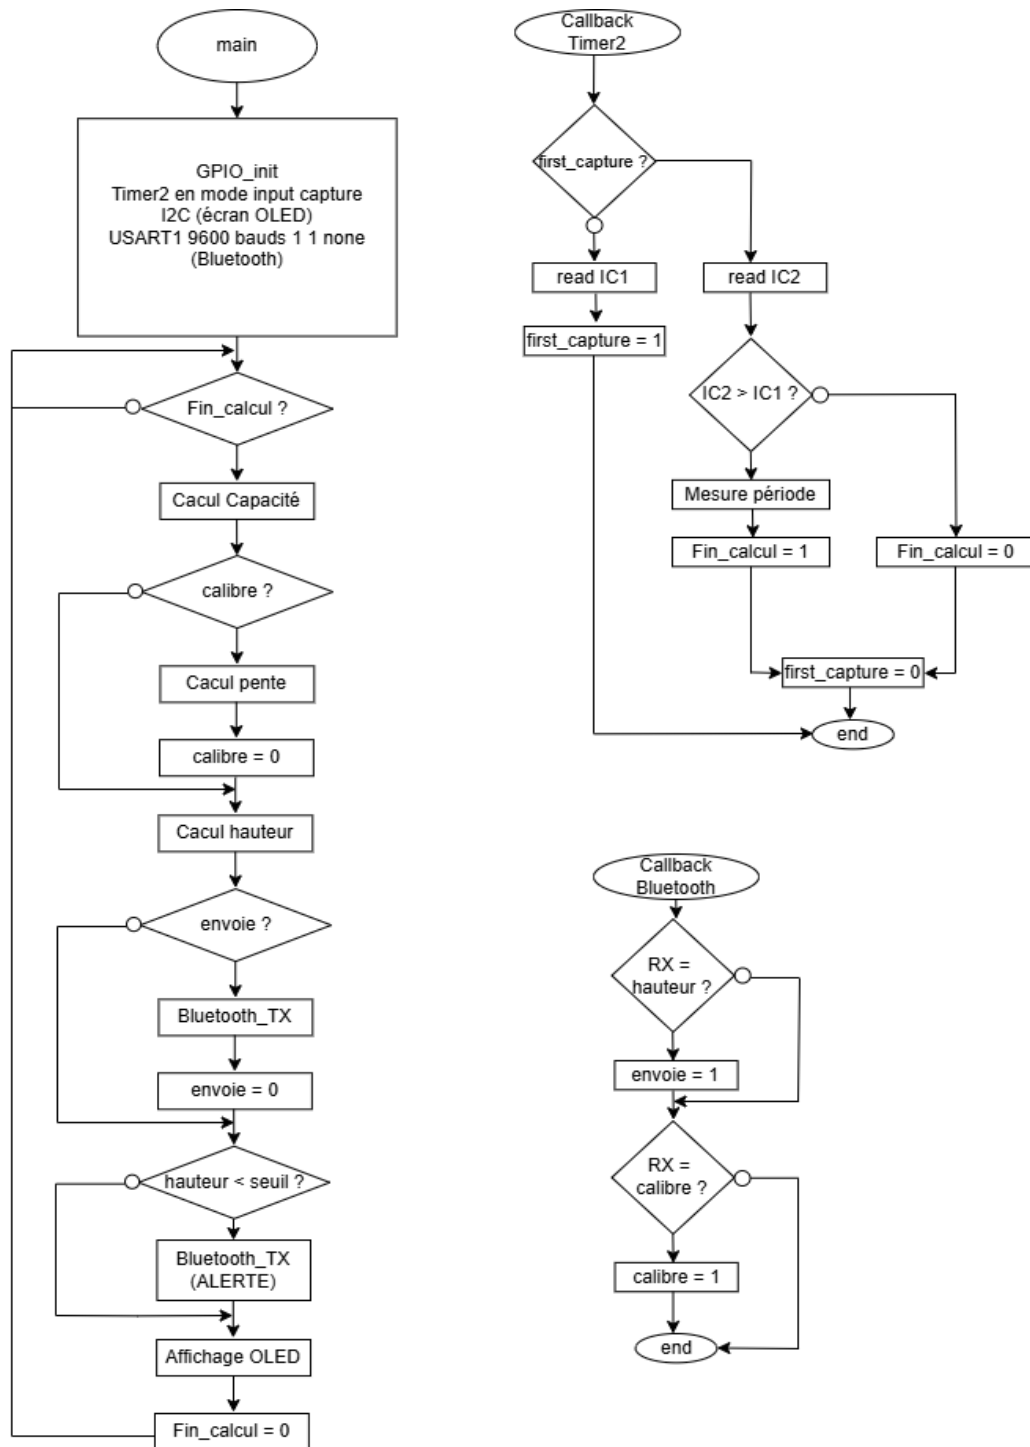 main
GPIO_init
Timer2 en mode input capture
I2C (écran OLED)
USART1 9600 bauds 1 1 none
(Bluetooth)
Fin_calcul ?
Cacul Capacité
calibre ?
Cacul pente
calibre = 0
Cacul hauteur
envoie ?
Bluetooth_TX
envoie = 0
hauteur < seuil ?
Bluetooth_TX
(ALERTE)
Affichage OLED
Fin_calcul = 0
Callback
Timer2
first_capture ?
read IC1
first_capture = 1
read IC2
IC2 > IC1 ?
Mesure période
Fin_calcul = 1
Fin_calcul = 0
first_capture = 0
end
Callback
Bluetooth
RX =
hauteur ?
envoie = 1
RX =
calibre ?
calibre = 1
end